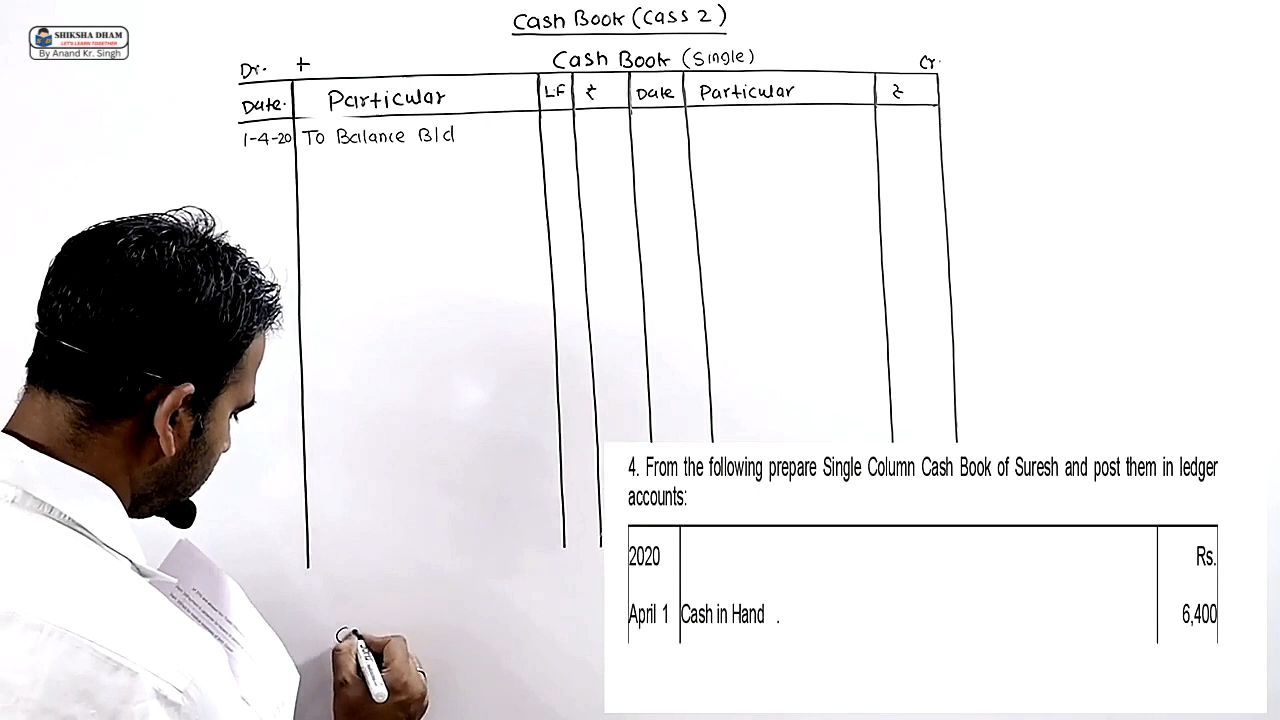 SHIKSHA DHAM
LET'S LEARN TOGETHER
By Anand Kr. Singh
Cash Book (Cass 2)
Dr. + Cash Book (Single) Cr.
Date. Particular L.F ₹ Date Particular ₹
1-4-20 To Balance B/d
4. From the following prepare Single Column Cash Book of Suresh and post them in ledger
accounts:
2020 Rs.
April 1 Cash in Hand . 6,400